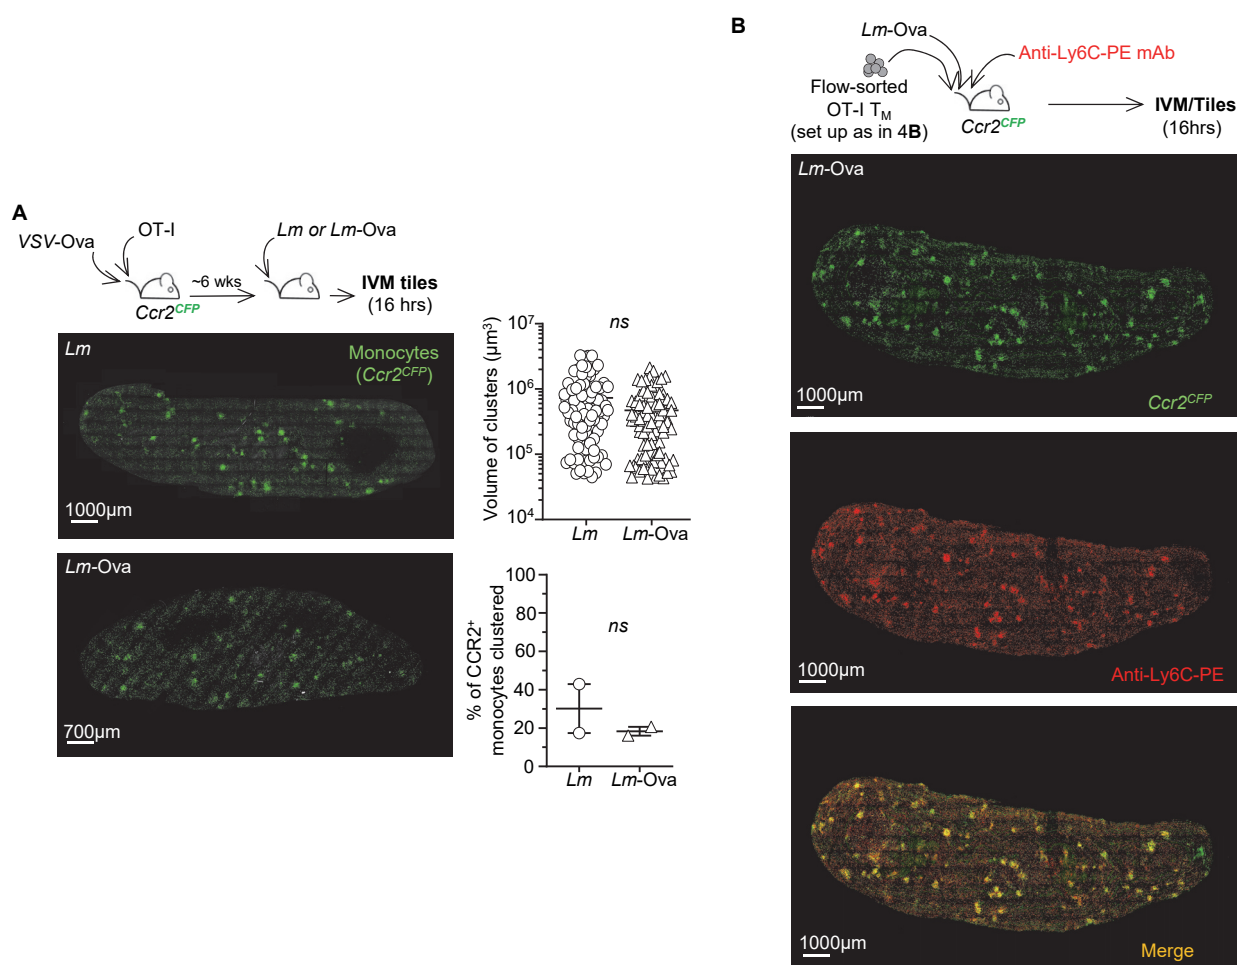 A
VSV-Ova
OT-I
Ccr2CFP
~6 wks
Lm or Lm-Ova
IVM tiles
(16 hrs)
Lm
Monocytes
(Ccr2CFP)
1000µm
Lm-Ova
700µm
Volume of clusters (µm³)
10⁷
10⁶
10⁵
10⁴
ns
Lm
Lm-Ova
% of CCR2⁺
monocytes clustered
100
80
60
40
20
0
ns
Lm
Lm-Ova
B
Lm-Ova
Anti-Ly6C-PE mAb
Flow-sorted
OT-I TM
(set up as in 4B)
Ccr2CFP
IVM/Tiles
(16hrs)
Lm-Ova
1000µm
Ccr2CFP
1000µm
Anti-Ly6C-PE
1000µm
Merge